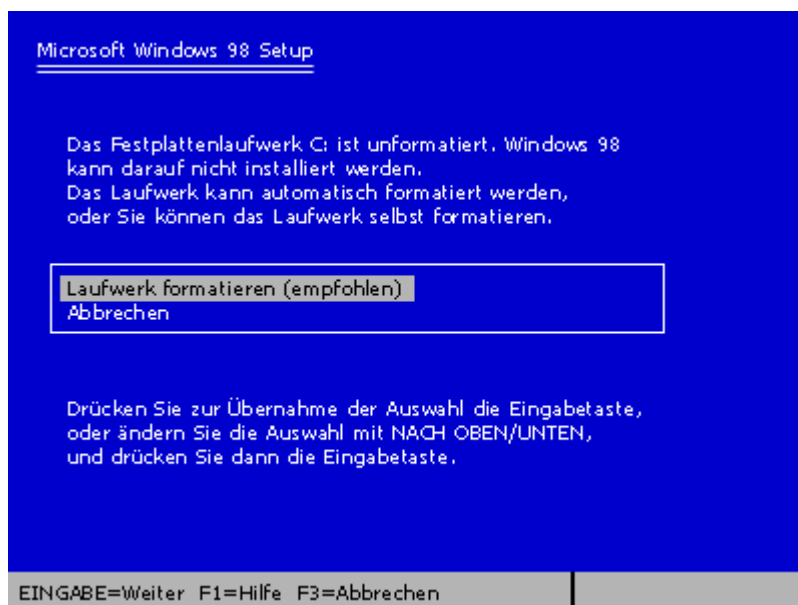 Microsoft Windows 98 Setup
Das Festplattenlaufwerk C: ist unformatiert. Windows 98
kann darauf nicht installiert werden.
Das Laufwerk kann automatisch formatiert werden,
oder Sie können das Laufwerk selbst formatieren.
Laufwerk formatieren (empfohlen)
Abbrechen
Drücken Sie zur Übernahme der Auswahl die Eingabetaste,
oder ändern Sie die Auswahl mit NACH OBEN/UNTEN,
und drücken Sie dann die Eingabetaste.
EINGABE=Weiter F1=Hilfe F3=Abbrechen